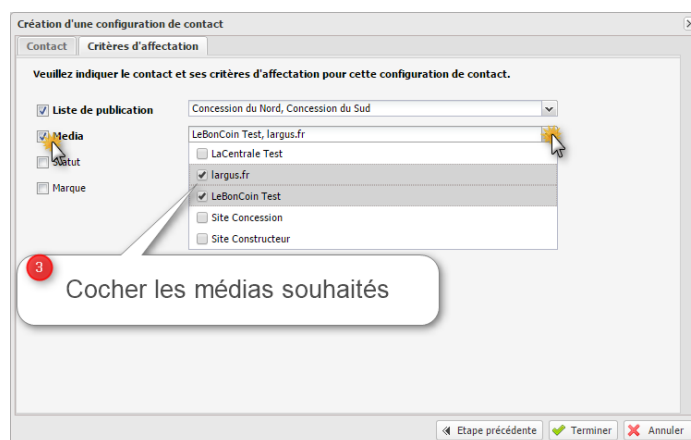 Création d'une configuration de contact
Contact Critères d'affectation
Veuillez indiquer le contact et ses critères d'affectation pour cette configuration de contact.
Liste de publication Concession du Nord, Concession du Sud
Media LeBonCoin Test, largus.fr
Statut LaCentrale Test
Marque largus.fr
LeBonCoin Test
Site Concession
Site Constructeur
3
Cocher les médias souhaités
Etape précédente Terminer Annuler